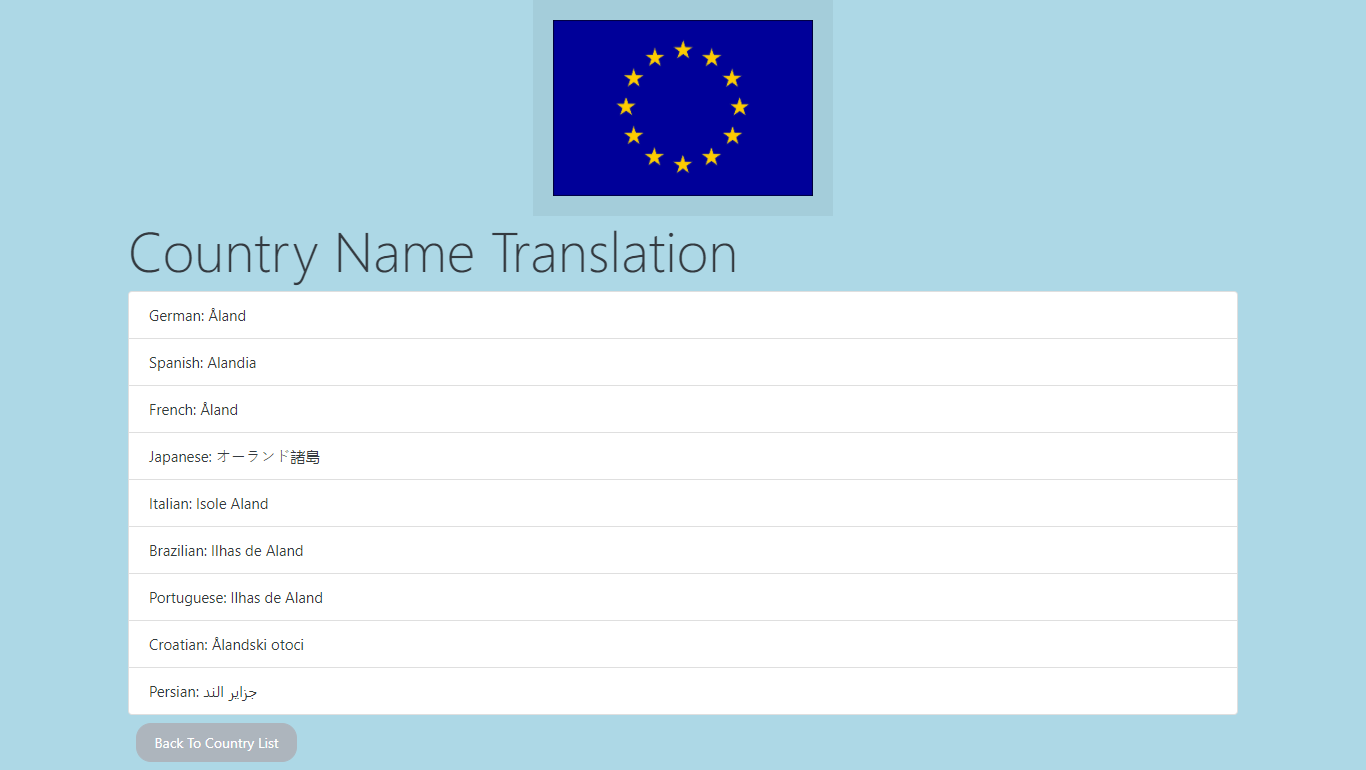 Country Name Translation
German: Åland
Spanish: Alandia
French: Åland
Japanese: オーランド諸島
Italian: Isole Aland
Brazilian: Ilhas de Aland
Portuguese: Ilhas de Aland
Croatian: Ålandski otoci
Persian: جزایر الند
Back To Country List